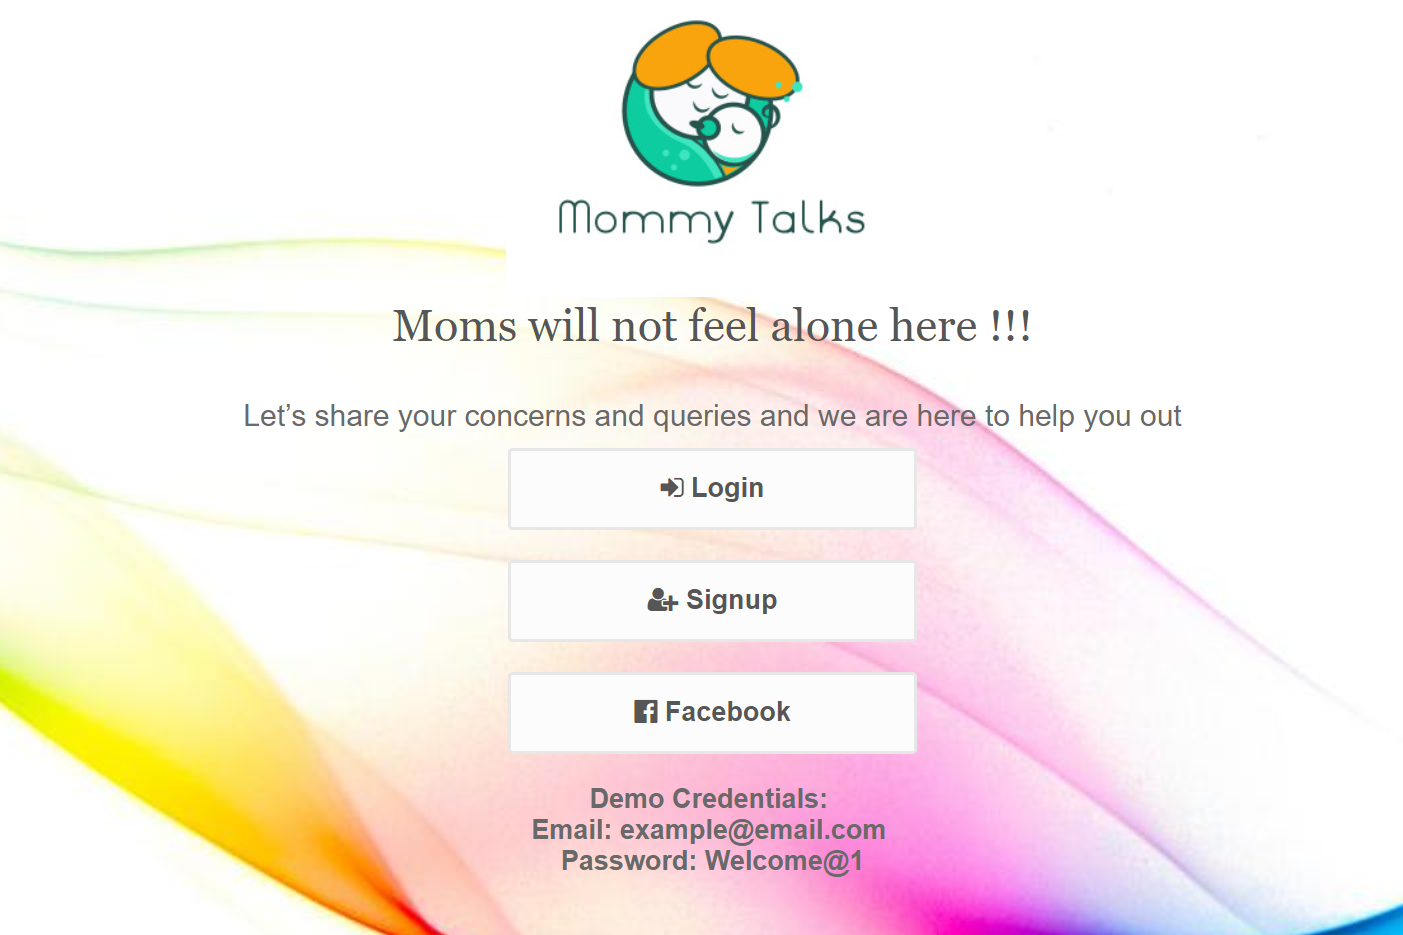 Mommy Talks
Moms will not feel alone here !!!
Let’s share your concerns and queries and we are here to help you out
Login
Signup
Facebook
Demo Credentials:
Email: example@email.com
Password: Welcome@1